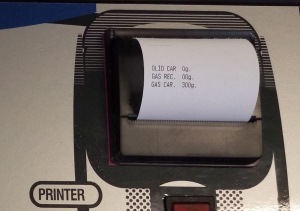 OLIO CAR 0g.
GAS REC. 00g.
GAS CAR. 300g.
PRINTER